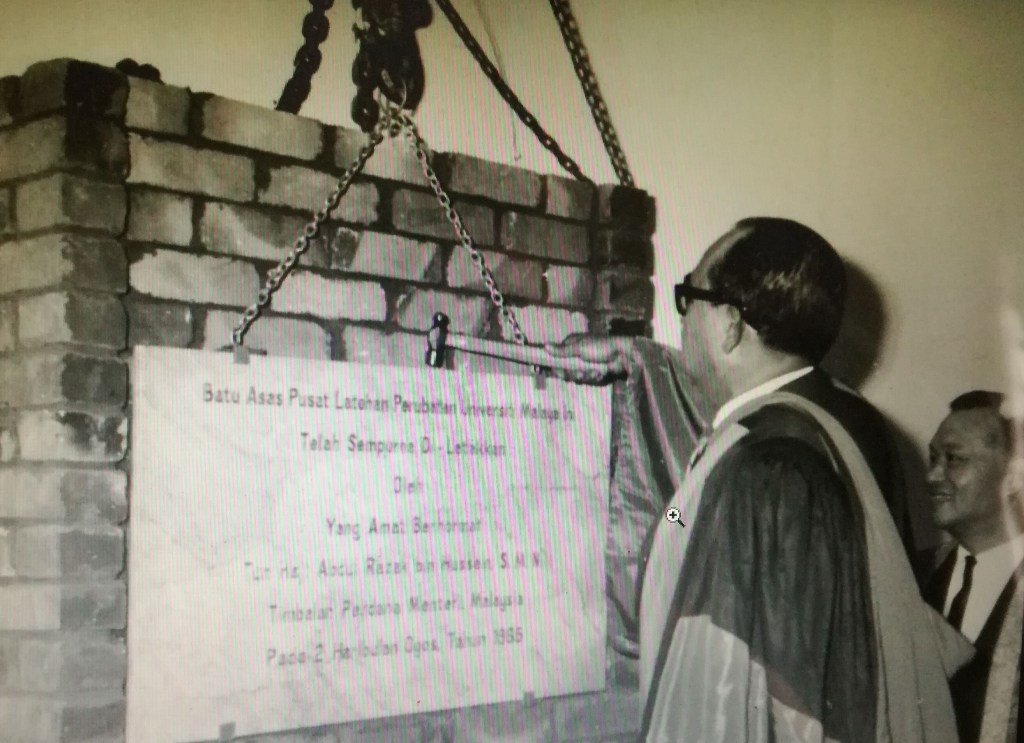 Batu Asas Pusat Latehan Perubatan Universiti Malaya Ini
Telah Sempurna Di-Letakkan
Oleh
Yang Amat Berhormat
Tun Haji Abdul Razak bin Hussein, S.M.N.
Timbalan Perdana Menteri, Malaysia
Pada 2 Haribulan Ogos, Tahun 1965